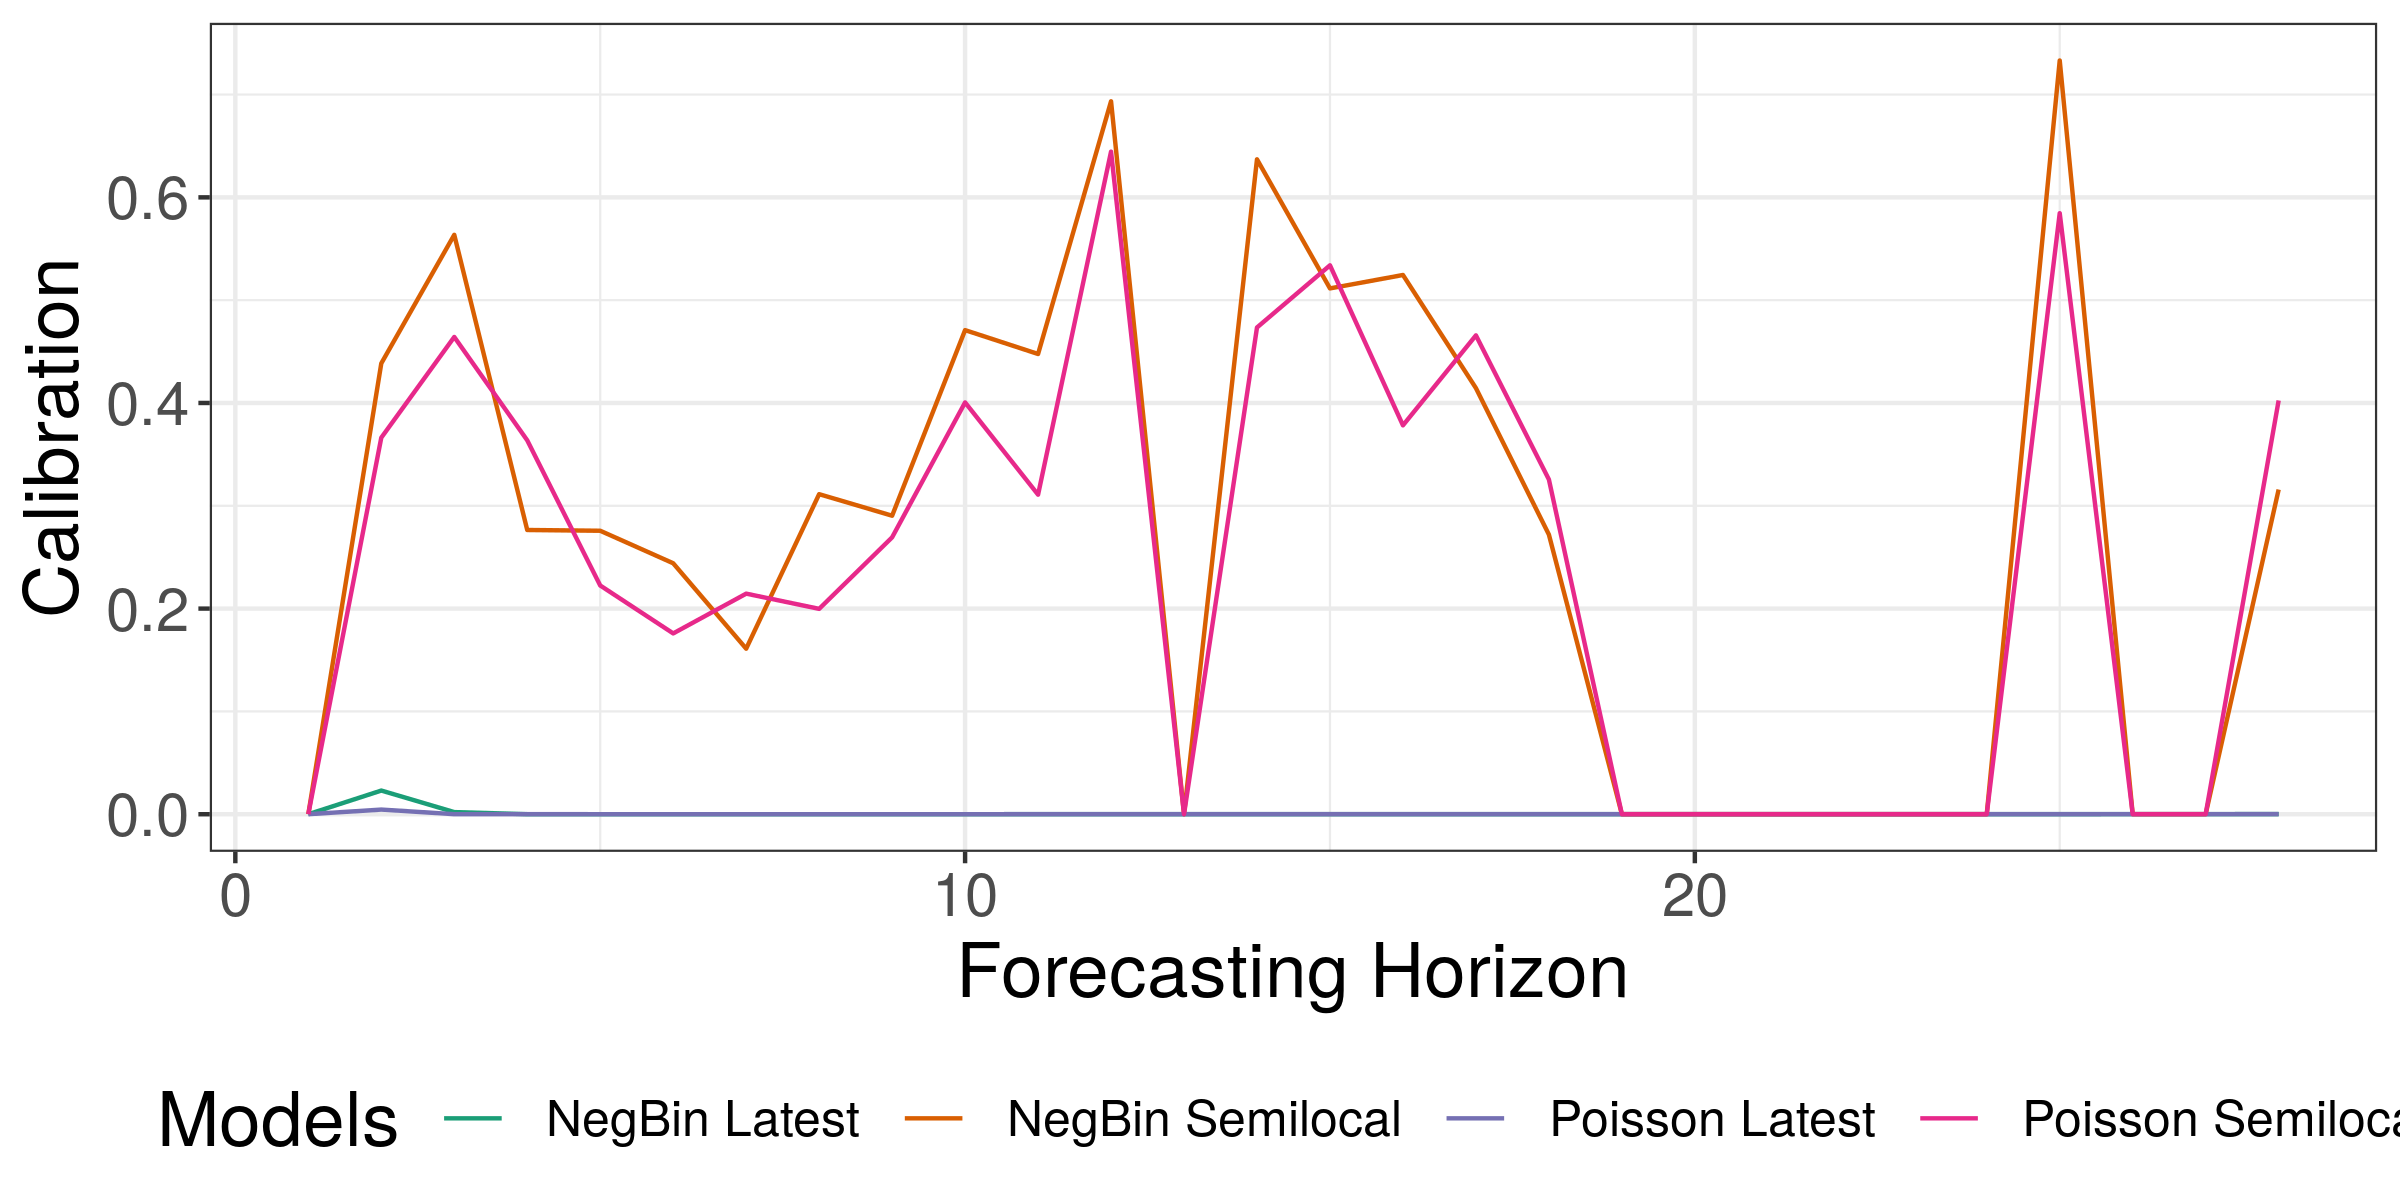 Calibration
0.6
0.4
0.2
0.0
0 10 20
Forecasting Horizon
Models NegBin Latest NegBin Semilocal Poisson Latest Poisson